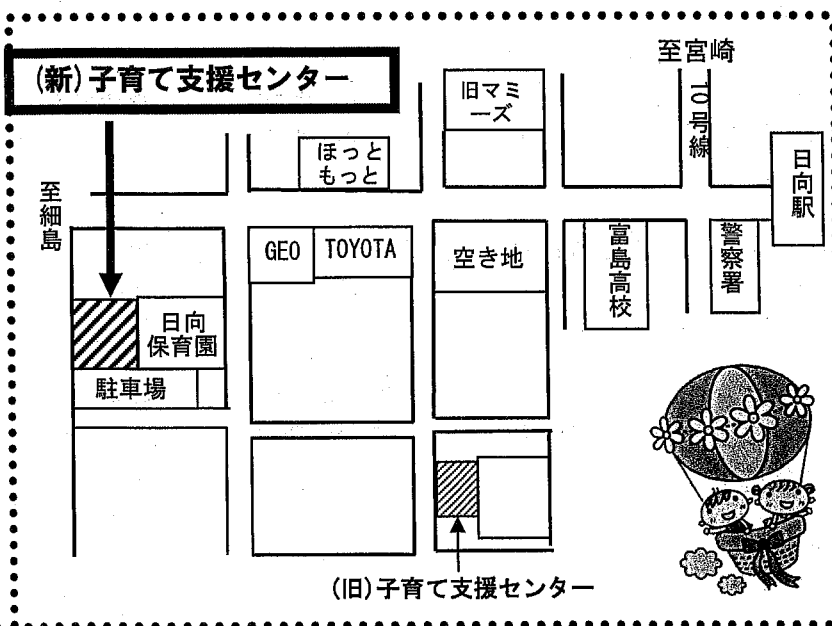 (新)子育て支援センター
至宮崎
10号線
旧マミ
ーズ
ほっと
もっと
日向駅
至細島
GEO
TOYOTA
空き地
富島高校
警察署
日向
保育園
駐車場
(旧)子育て支援センター